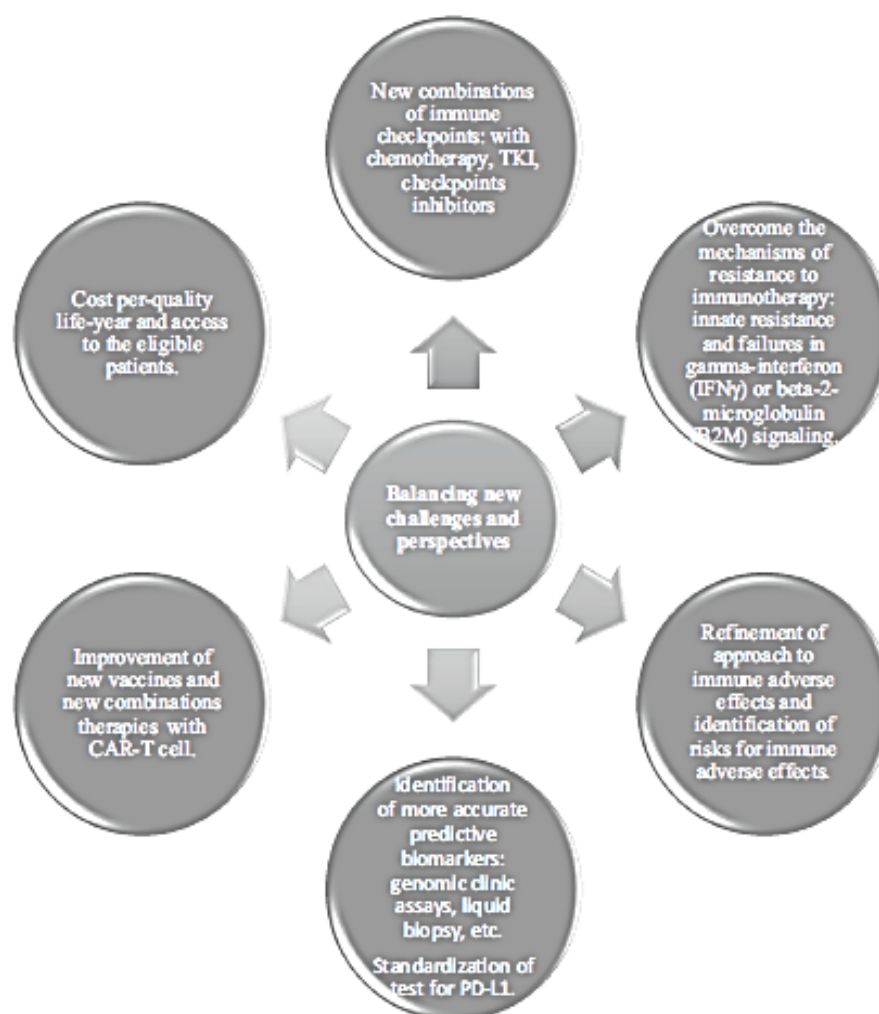 New combinations
of immune
checkpoints: with
chemotherapy, TKI,
checkpoints
inhibitors
Overcome the
mechanisms of
resistance to
immunotherapy:
innate resistance
and failures in
gamma-interferon
(IFNγ) or beta-2-
microglobulin
(B2M) signaling.
Refinement of
approach to
immune adverse
effects and
identification of
risks for immune
adverse effects.
Identification
of more accurate
predictive
biomarkers:
genomic clinic
assays, liquid
biopsy, etc.
Standardization of
test for PD-L1.
Improvement of
new vaccines and
new combinations
therapies with
CAR-T cell.
Cost per-quality
life-year and access
to the eligible
patients.
Balancing new
challenges and
perspectives